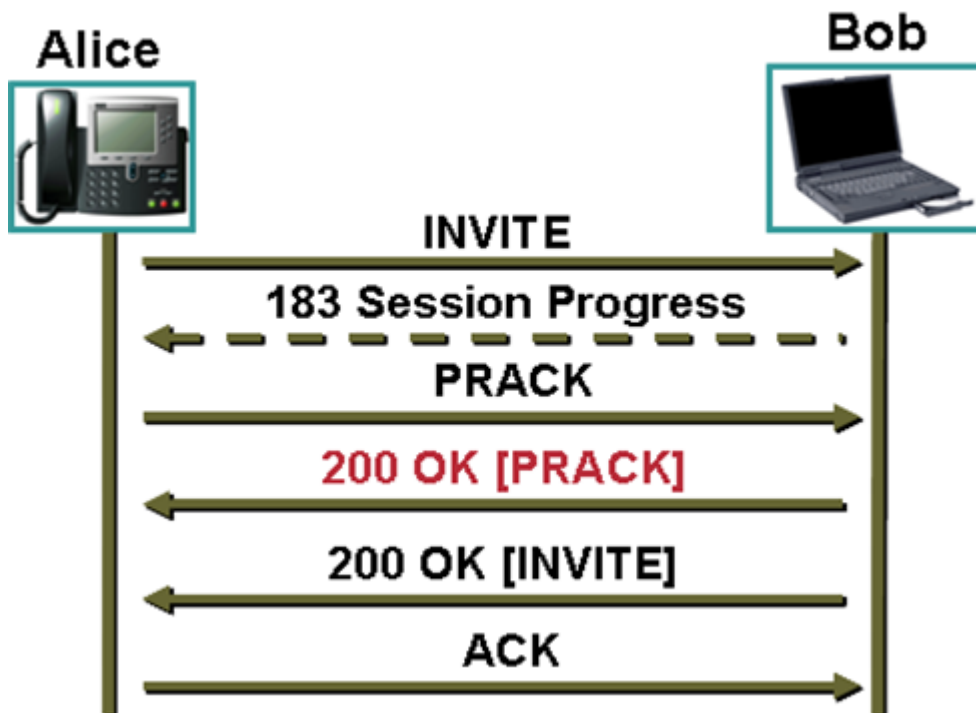 Alice
Bob
INVITE
183 Session Progress
PRACK
200 OK [PRACK]
200 OK [INVITE]
ACK